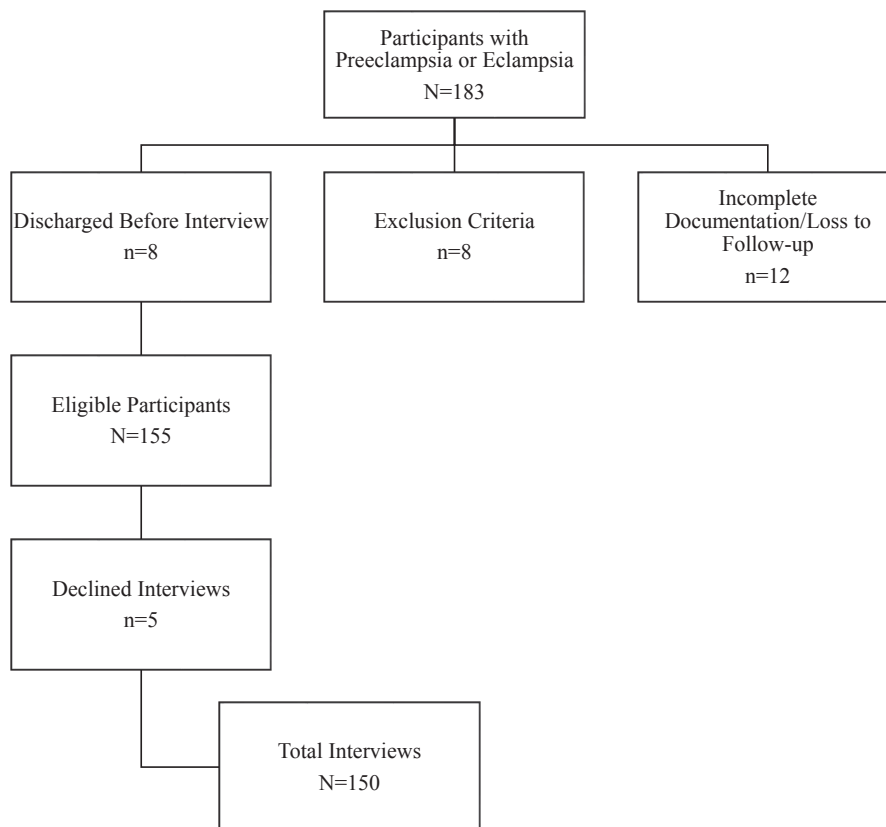 Participants with
Preeclampsia or Eclampsia
N=183
Discharged Before Interview
n=8
Exclusion Criteria
n=8
Incomplete
Documentation/Loss to
Follow-up
n=12
Eligible Participants
N=155
Declined Interviews
n=5
Total Interviews
N=150